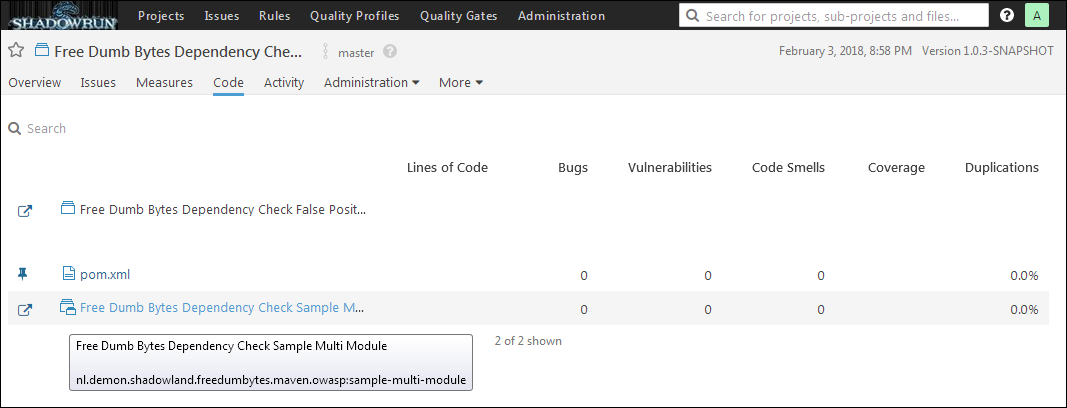 SHADOWRUN Projects Issues Rules Quality Profiles Quality Gates Administration Search for projects, sub-projects and files... ? A
Free Dumb Bytes Dependency Che... master ? February 3, 2018, 8:58 PM Version 1.0.3-SNAPSHOT
Overview Issues Measures Code Activity Administration More
Search
Lines of Code Bugs Vulnerabilities Code Smells Coverage Duplications
Free Dumb Bytes Dependency Check False Posit...
pom.xml 0 0 0 0.0%
Free Dumb Bytes Dependency Check Sample M... 0 0 0 0.0%
Free Dumb Bytes Dependency Check Sample Multi Module
2 of 2 shown
nl.demon.shadowland.freedumbytes.maven.owasp:sample-multi-module